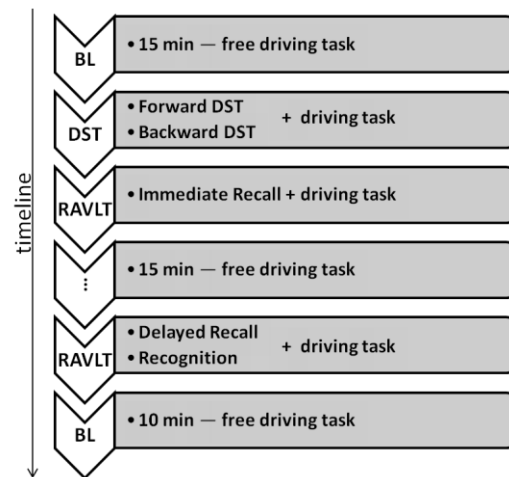 timeline
BL
• 15 min — free driving task
DST
• Forward DST
• Backward DST
+ driving task
RAVLT
• Immediate Recall + driving task
⋮
• 15 min — free driving task
RAVLT
• Delayed Recall
• Recognition
+ driving task
BL
• 10 min — free driving task